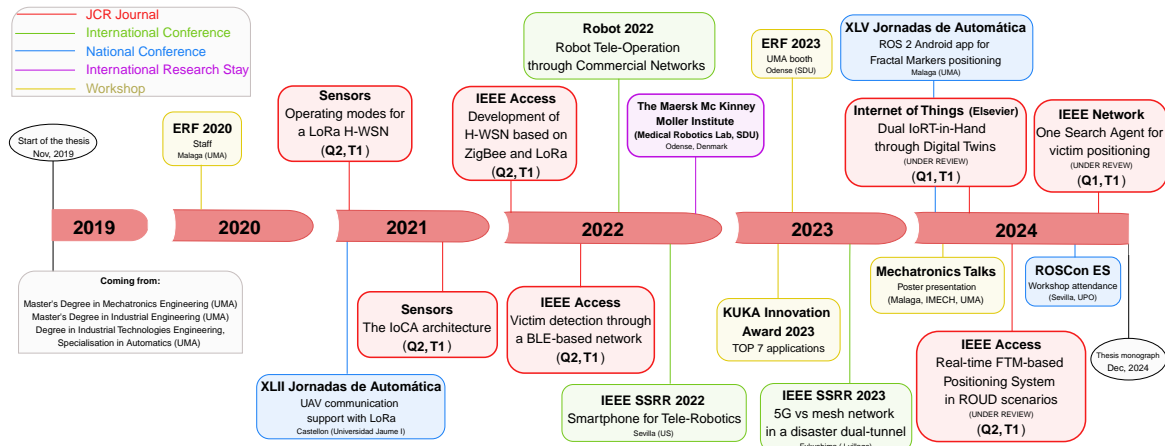 JCR Journal
International Conference
National Conference
International Research Stay
Workshop
Start of the thesis
Nov, 2019
ERF 2020
Staff
Malaga (UMA)
Sensors
Operating modes for
a LoRa H-WSN
(Q2, T1)
IEEE Access
Development of
H-WSN based on
ZigBee and LoRa
(Q2, T1)
Robot 2022
Robot Tele-Operation
through Commercial Networks
The Maersk Mc Kinney
Moller Institute
(Medical Robotics Lab, SDU)
Odense, Denmark
ERF 2023
UMA booth
Odense (SDU)
XLV Jornadas de Automática
ROS 2 Android app for
Fractal Markers positioning
Malaga (UMA)
Internet of Things (Elsevier)
Dual IoRT-in-Hand
through Digital Twins
(UNDER REVIEW)
(Q1, T1)
IEEE Network
One Search Agent for
victim positioning
(UNDER REVIEW)
(Q1, T1)
2019
2020
2021
2022
2023
2024
Coming from:
Master's Degree in Mechatronics Engineering (UMA)
Master's Degree in Industrial Engineering (UMA)
Degree in Industrial Technologies Engineering,
Specialisation in Automatics (UMA)
XLII Jornadas de Automática
UAV communication
support with LoRa
Castellon (Universidad Jaume I)
Sensors
The IoCA architecture
(Q2, T1)
IEEE Access
Victim detection through
a BLE-based network
(Q2, T1)
IEEE SSRR 2022
Smartphone for Tele-Robotics
Sevilla (US)
KUKA Innovation
Award 2023
TOP 7 applications
IEEE SSRR 2023
5G vs mesh network
in a disaster dual-tunnel
Mechatronics Talks
Poster presentation
(Malaga, IMECH, UMA)
IEEE Access
Real-time FTM-based
Positioning System
in ROUD scenarios
(UNDER REVIEW)
(Q2, T1)
ROSCon ES
Workshop attendance
(Sevilla, UPO)
Thesis monograph
Dec, 2024